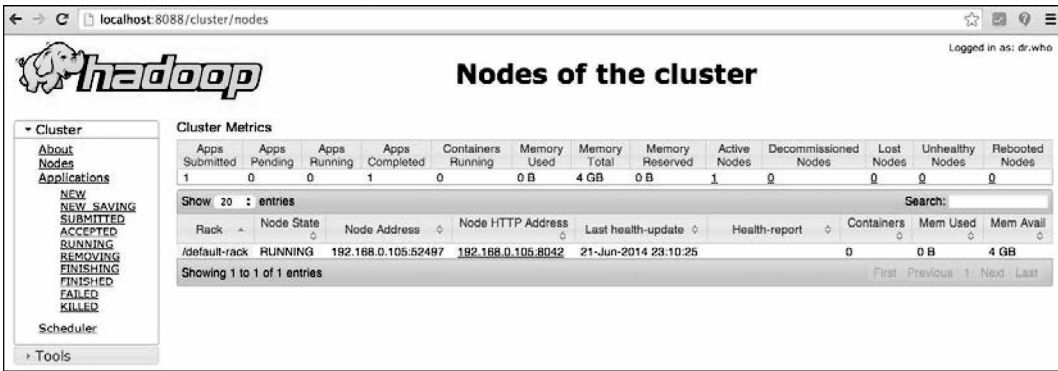 localhost:8088/cluster/nodes
Logged in as: dr.who
hadoop
Nodes of the cluster
Cluster
About
Nodes
Applications
NEW
NEW_SAVING
SUBMITTED
ACCEPTED
RUNNING
REMOVING
FINISHING
FINISHED
FAILED
KILLED
Scheduler
Tools
Cluster Metrics
Apps Submitted Apps Pending Apps Running Apps Completed Containers Running Memory Used Memory Total Memory Reserved Active Nodes Decommissioned Nodes Lost Nodes Unhealthy Nodes Rebooted Nodes
1 0 0 1 0 0 B 4 GB 0 B 1 0 0 0 0
Show 20 entries Search:
Rack Node State Node Address Node HTTP Address Last health-update Health-report Containers Mem Used Mem Avail
/default-rack RUNNING 192.168.0.105:52497 192.168.0.105:8042 21-Jun-2014 23:10:25 0 0 B 4 GB
Showing 1 to 1 of 1 entries First Previous 1 Next Last